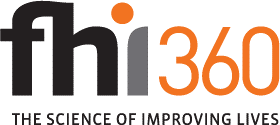 fhi360
THE SCIENCE OF IMPROVING LIVES